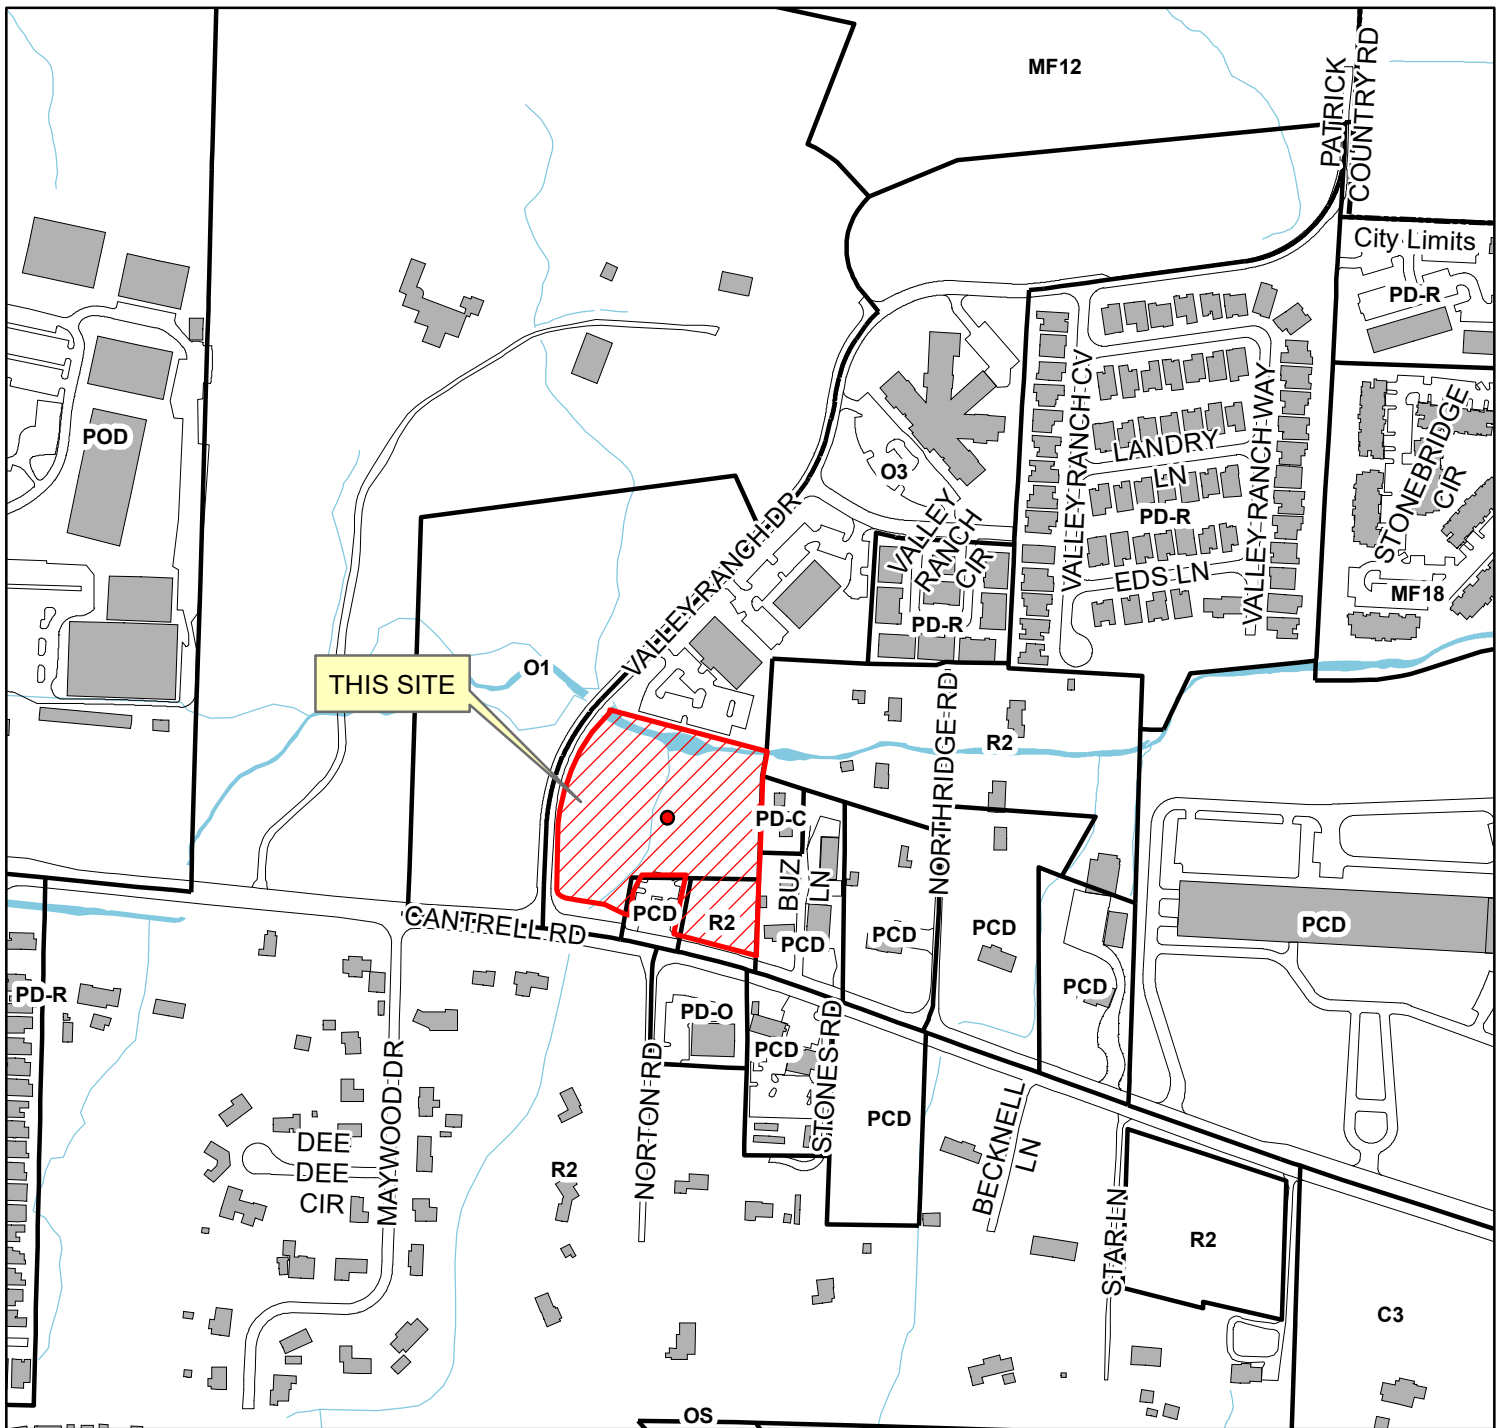 MF12
PATRICK
COUNTRY RD
City Limits
PD-R
POD
VALLEY RANCH CV
VALLEY RANCH WAY
LANDRY
LN
STONEBRIDGE
CIR
O3
PD-R
VALLEY RANCH DR
VALLEY
RANCH
CIR
EDS LN
MF18
PD-R
O1
THIS SITE
NORTHRIDGE RD
R2
PD-C
BUZ
LN
PCD
R2
CANTRELL RD
PCD
PCD
PCD
PCD
PCD
PD-R
PD-O
PCD
STONES RD
MAYWOOD DR
NORTON RD
PCD
BECKNELL
LN
DEE
DEE
CIR
R2
STAR LN
R2
C3
OS